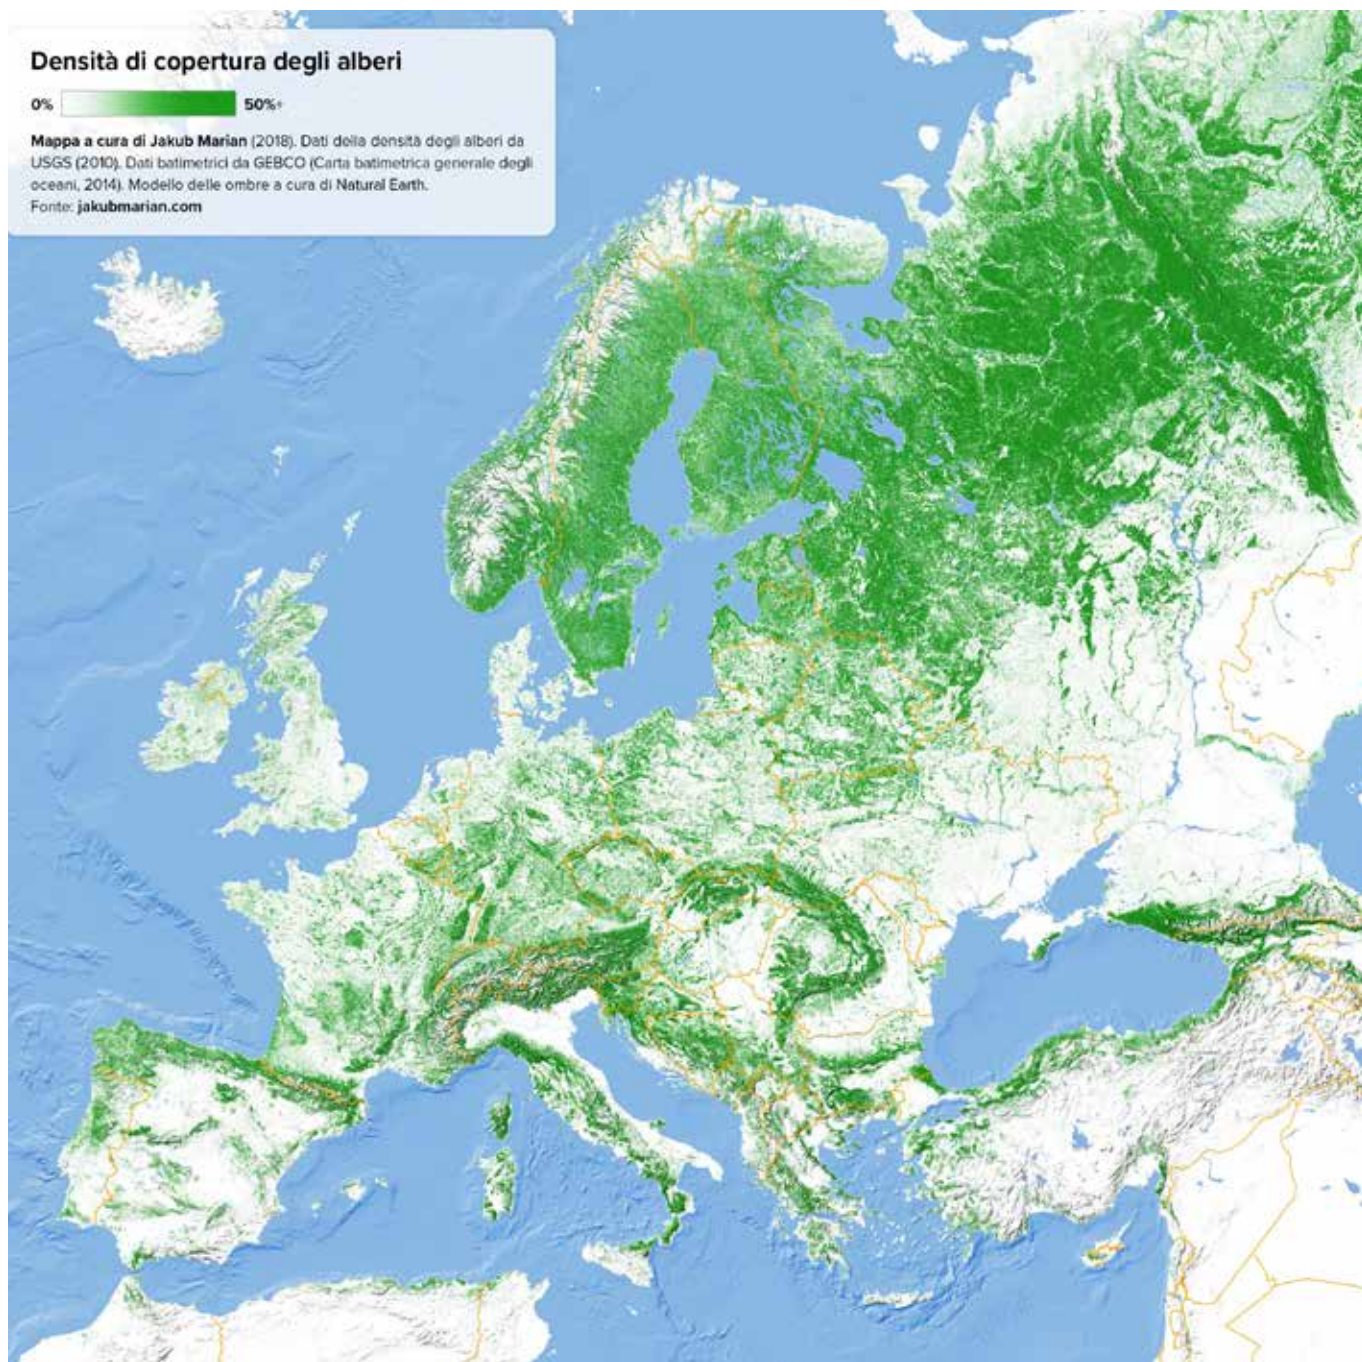 Densità di copertura degli alberi
0% 50%+
Mappa a cura di Jakub Marian (2018). Dati della densità degli alberi da
USGS (2010). Dati batimetrici da GEBCO (Carta batimetrica generale degli
oceani, 2014). Modello delle ombre a cura di Natural Earth.
Fonte: jakubmarian.com